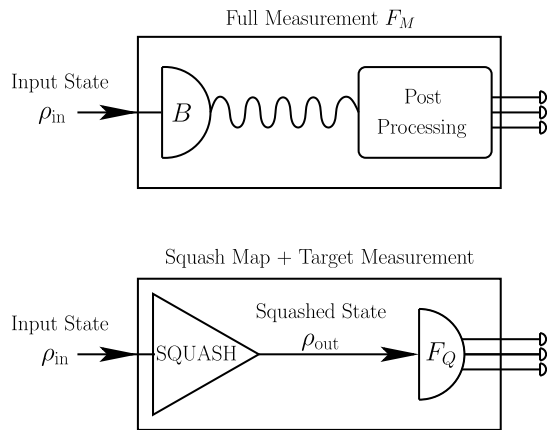 Full Measurement F_M
Input State
ρ_in
B
Post
Processing
Squash Map + Target Measurement
Input State
ρ_in
SQUASH
Squashed State
ρ_out
F_Q